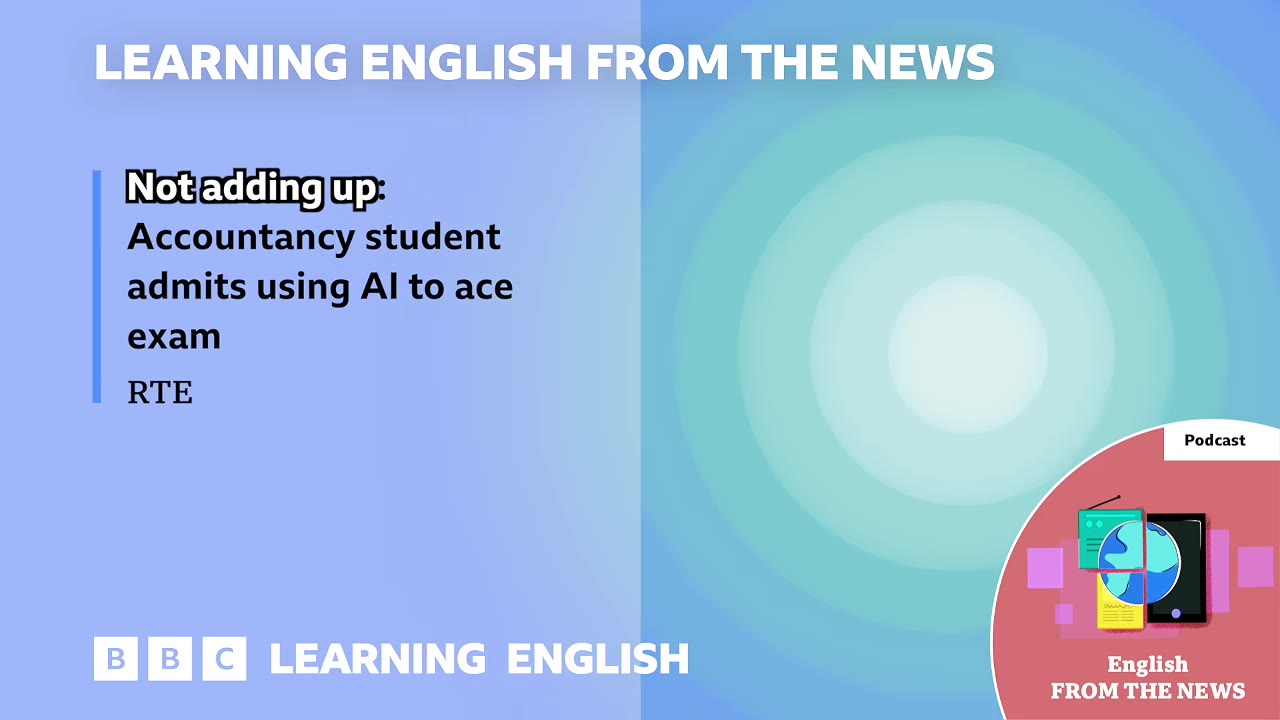 LEARNING ENGLISH FROM THE NEWS
Not adding up:
Accountancy student
admits using AI to ace
exam
RTE
Podcast
English
FROM THE NEWS
BBC LEARNING ENGLISH